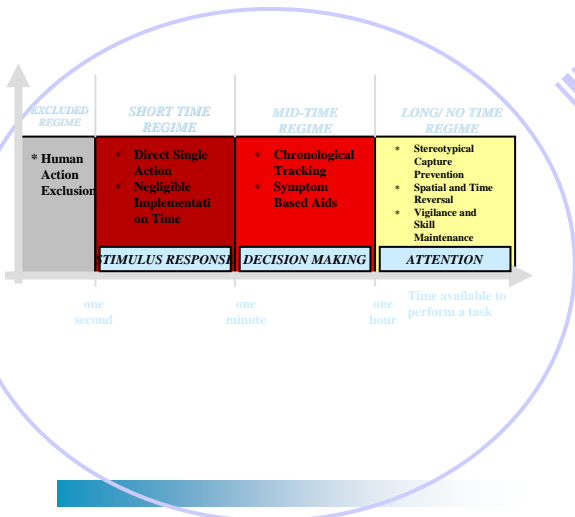 EXCLUDED
REGIME
SHORT TIME
REGIME
MID-TIME
REGIME
LONG/ NO TIME
REGIME
* Human
Action
Exclusion
* Direct Single
Action
* Negligible
Implementati
on Time
* Chronological
Tracking
* Symptom
Based Aids
* Stereotypical
Capture
Prevention
* Spatial and Time
Reversal
* Vigilance and
Skill
Maintenance
STIMULUS RESPONSE
DECISION MAKING
ATTENTION
one
second
one
minute
one
hour
Time available to
perform a task